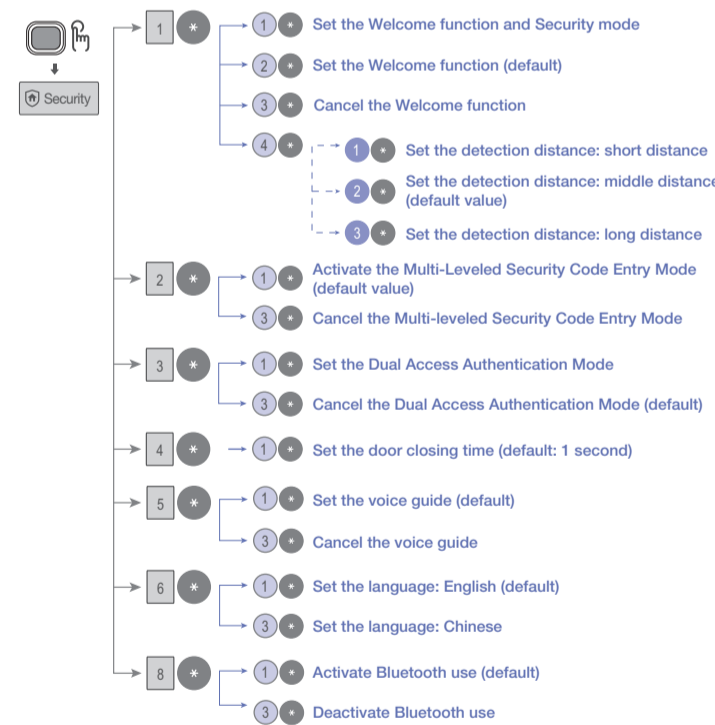 1 * 1 * Set the Welcome function and Security mode
Security
2 * Set the Welcome function (default)
3 * Cancel the Welcome function
4 *
1 * Set the detection distance: short distance
2 * Set the detection distance: middle distance
(default value)
3 * Set the detection distance: long distance
2 * 1 * Activate the Multi-Leveled Security Code Entry Mode
(default value)
3 * Cancel the Multi-leveled Security Code Entry Mode
3 * 1 * Set the Dual Access Authentication Mode
3 * Cancel the Dual Access Authentication Mode (default)
4 * 1 * Set the door closing time (default: 1 second)
5 * 1 * Set the voice guide (default)
3 * Cancel the voice guide
6 * 1 * Set the language: English (default)
3 * Set the language: Chinese
8 * 1 * Activate Bluetooth use (default)
3 * Deactivate Bluetooth use